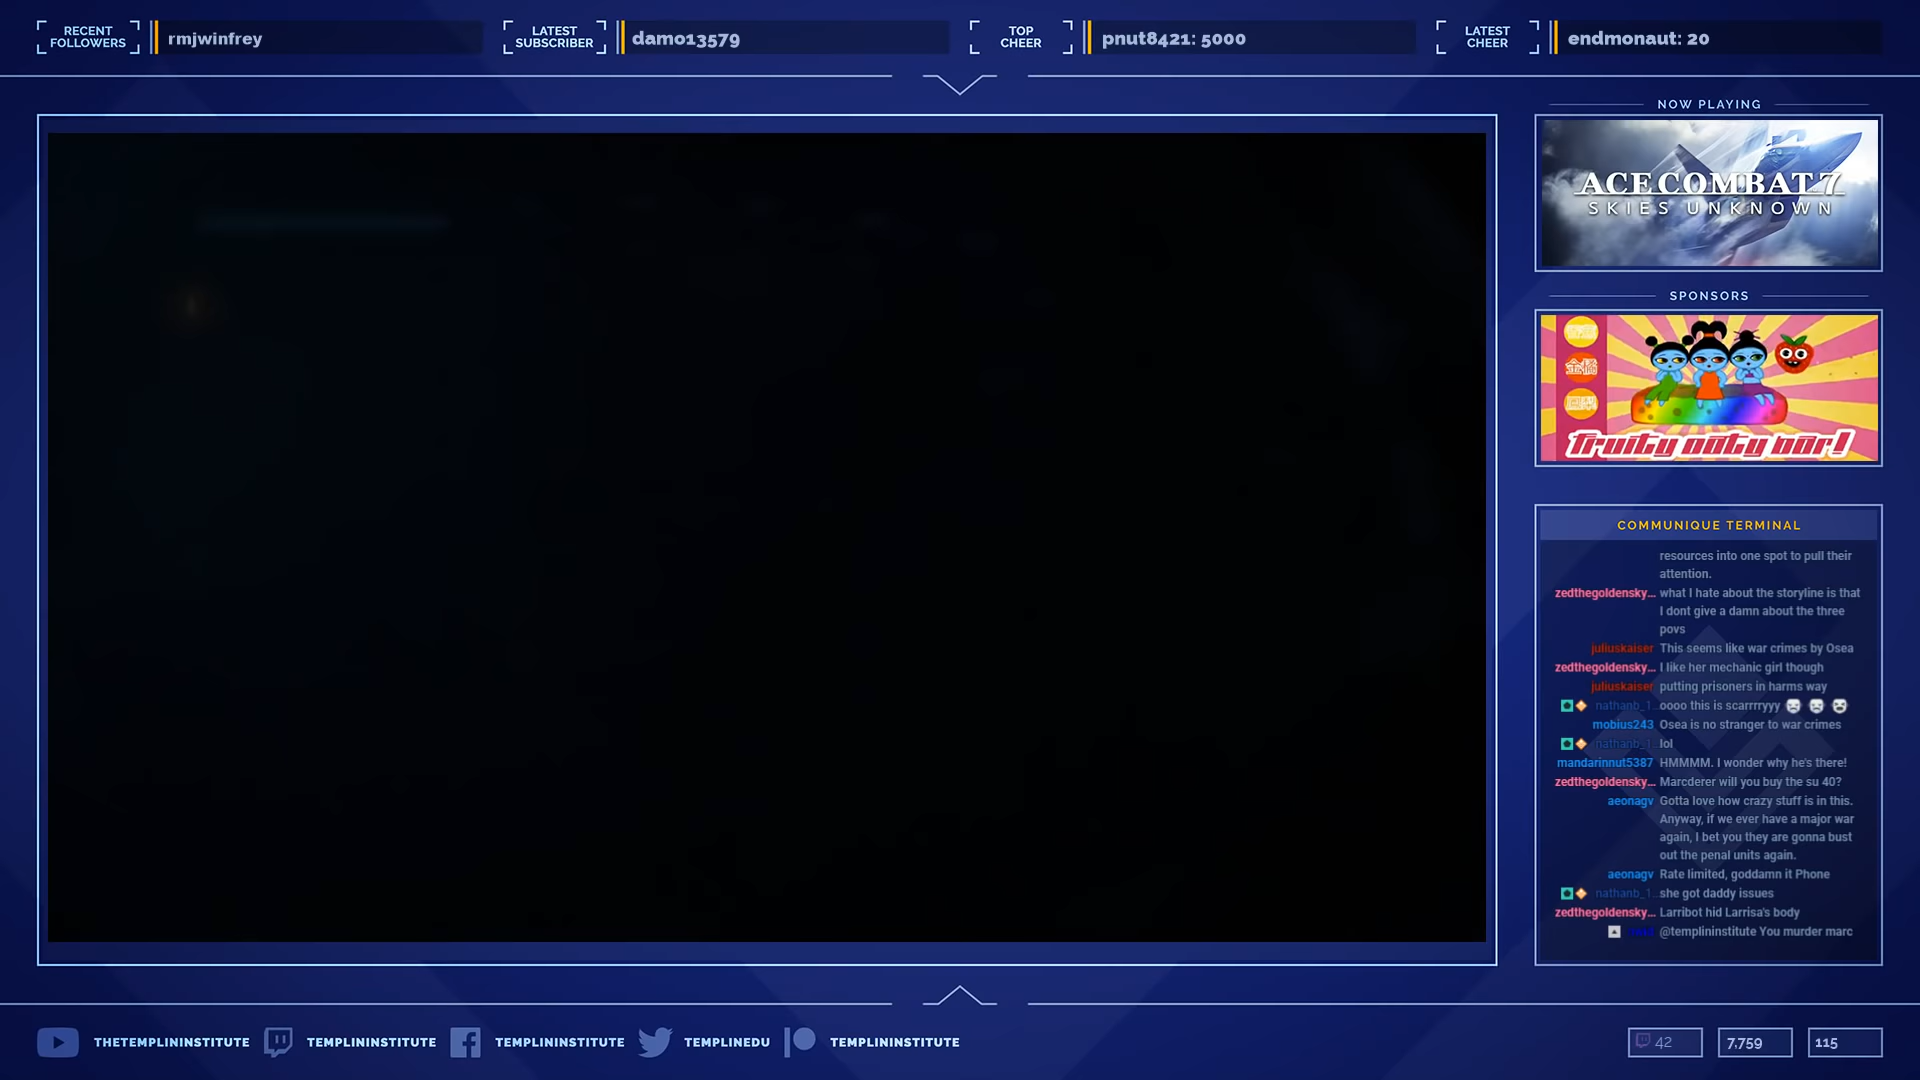 RECENT
FOLLOWERS
rmjwinfrey
LATEST
SUBSCRIBER
damo13579
TOP
CHEER
pnut8421: 5000
LATEST
CHEER
endmonaut: 20
NOW PLAYING
ACE COMBAT 7
SKIES UNKNOWN
SPONSORS
fruity oaty bar!
COMMUNIQUE TERMINAL
resources into one spot to pull their
attention.
zedthegoldensky... what I hate about the storyline is that
I dont give a damn about the three
povs
juliuskaiser This seems like war crimes by Osea
zedthegoldensky... I like her mechanic girl though
juliuskaiser putting prisoners in harms way
nathanb_1... oooo this is scarrrryyy
mobius243 Osea is no stranger to war crimes
nathanb_1... lol
mandarinnut5387 HMMMM. I wonder why he's there!
zedthegoldensky... Marcderer will you buy the su 40?
aeonagv Gotta love how crazy stuff is in this.
Anyway, if we ever have a major war
again, I bet you they are gonna bust
out the penal units again.
aeonagv Rate limited, goddamn it Phone
nathanb_1... she got daddy issues
zedthegoldensky... Larribot hid Larrisa's body
@templininstitute You murder marc
THETEMPLININSTITUTE
TEMPLININSTITUTE
TEMPLININSTITUTE
TEMPLINEDU
TEMPLININSTITUTE
42
7,759
115